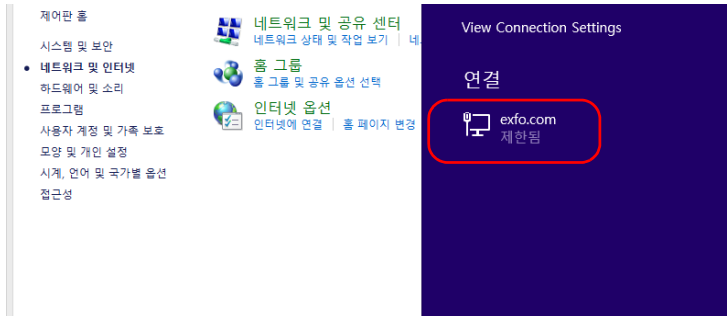 제어판 홈
시스템 및 보안
네트워크 및 인터넷
하드웨어 및 소리
프로그램
사용자 계정 및 가족 보호
모양 및 개인 설정
시계, 언어 및 국가별 옵션
접근성
네트워크 및 공유 센터
네트워크 상태 및 작업 보기 | 네
홈 그룹
홈 그룹 및 공유 옵션 선택
인터넷 옵션
인터넷에 연결 | 홈 페이지 변경
View Connection Settings
연결
exfo.com
제한됨